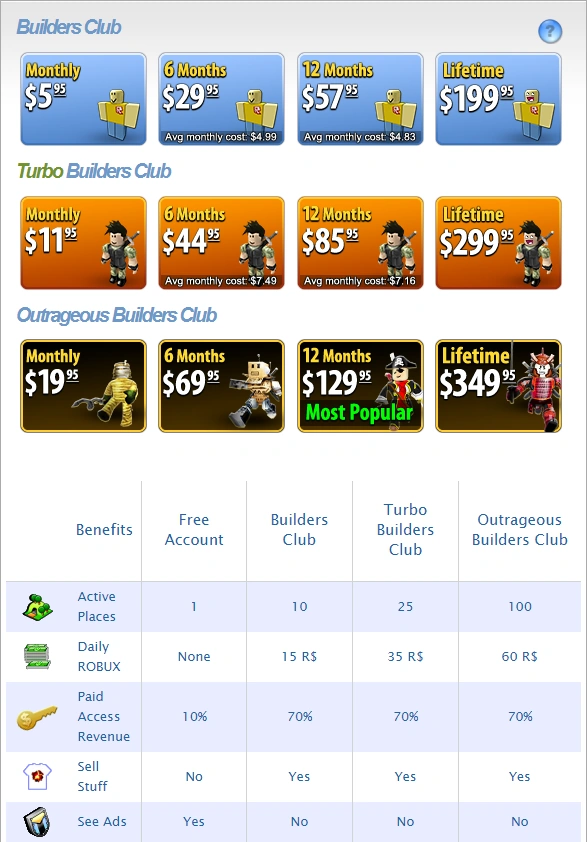 Builders Club
?
Monthly 6 Months 12 Months Lifetime
$5.95 $29.95 $57.95 $199.95
Avg monthly cost: $4.99 Avg monthly cost: $4.83
Turbo Builders Club
Monthly 6 Months 12 Months Lifetime
$11.95 $44.95 $85.95 $299.95
Avg monthly cost: $7.49 Avg monthly cost: $7.16
Outrageous Builders Club
Monthly 6 Months 12 Months Lifetime
$19.95 $69.95 $129.95 $349.95
Most Popular
Benefits
Free
Account
Builders
Club
Turbo
Builders
Club
Outrageous
Builders Club
Active
Places
1 10 25 100
Daily
ROBUX
None 15 R$ 35 R$ 60 R$
Paid
Access
Revenue
10% 70% 70% 70%
Sell
Stuff
No Yes Yes Yes
See Ads Yes No No No